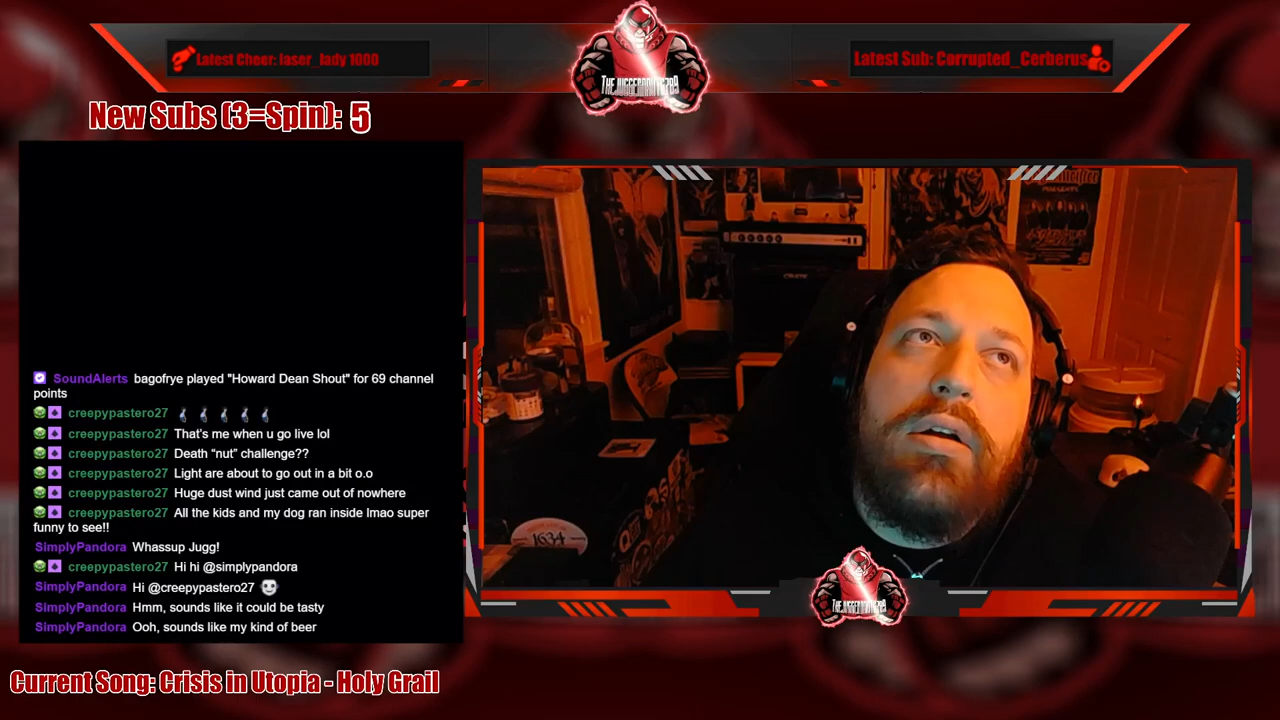 Latest Cheer: laser_lady 1000
THEJUGGERNAUT6789
Latest Sub: Corrupted_Cerberus
New Subs (3=Spin): 5
SoundAlerts bagofrye played "Howard Dean Shout" for 69 channel
points
creepypastero27
creepypastero27 That's me when u go live lol
creepypastero27 Death “nut” challenge??
creepypastero27 Light are about to go out in a bit o.o
creepypastero27 Huge dust wind just came out of nowhere
creepypastero27 All the kids and my dog ran inside lmao super
funny to see!!
SimplyPandora Whassup Jugg!
creepypastero27 Hi hi @simplypandora
SimplyPandora Hi @creepypastero27
SimplyPandora Hmm, sounds like it could be tasty
SimplyPandora Ooh, sounds like my kind of beer
PRESENTS
1634
Current Song: Crisis in Utopia - Holy Grail